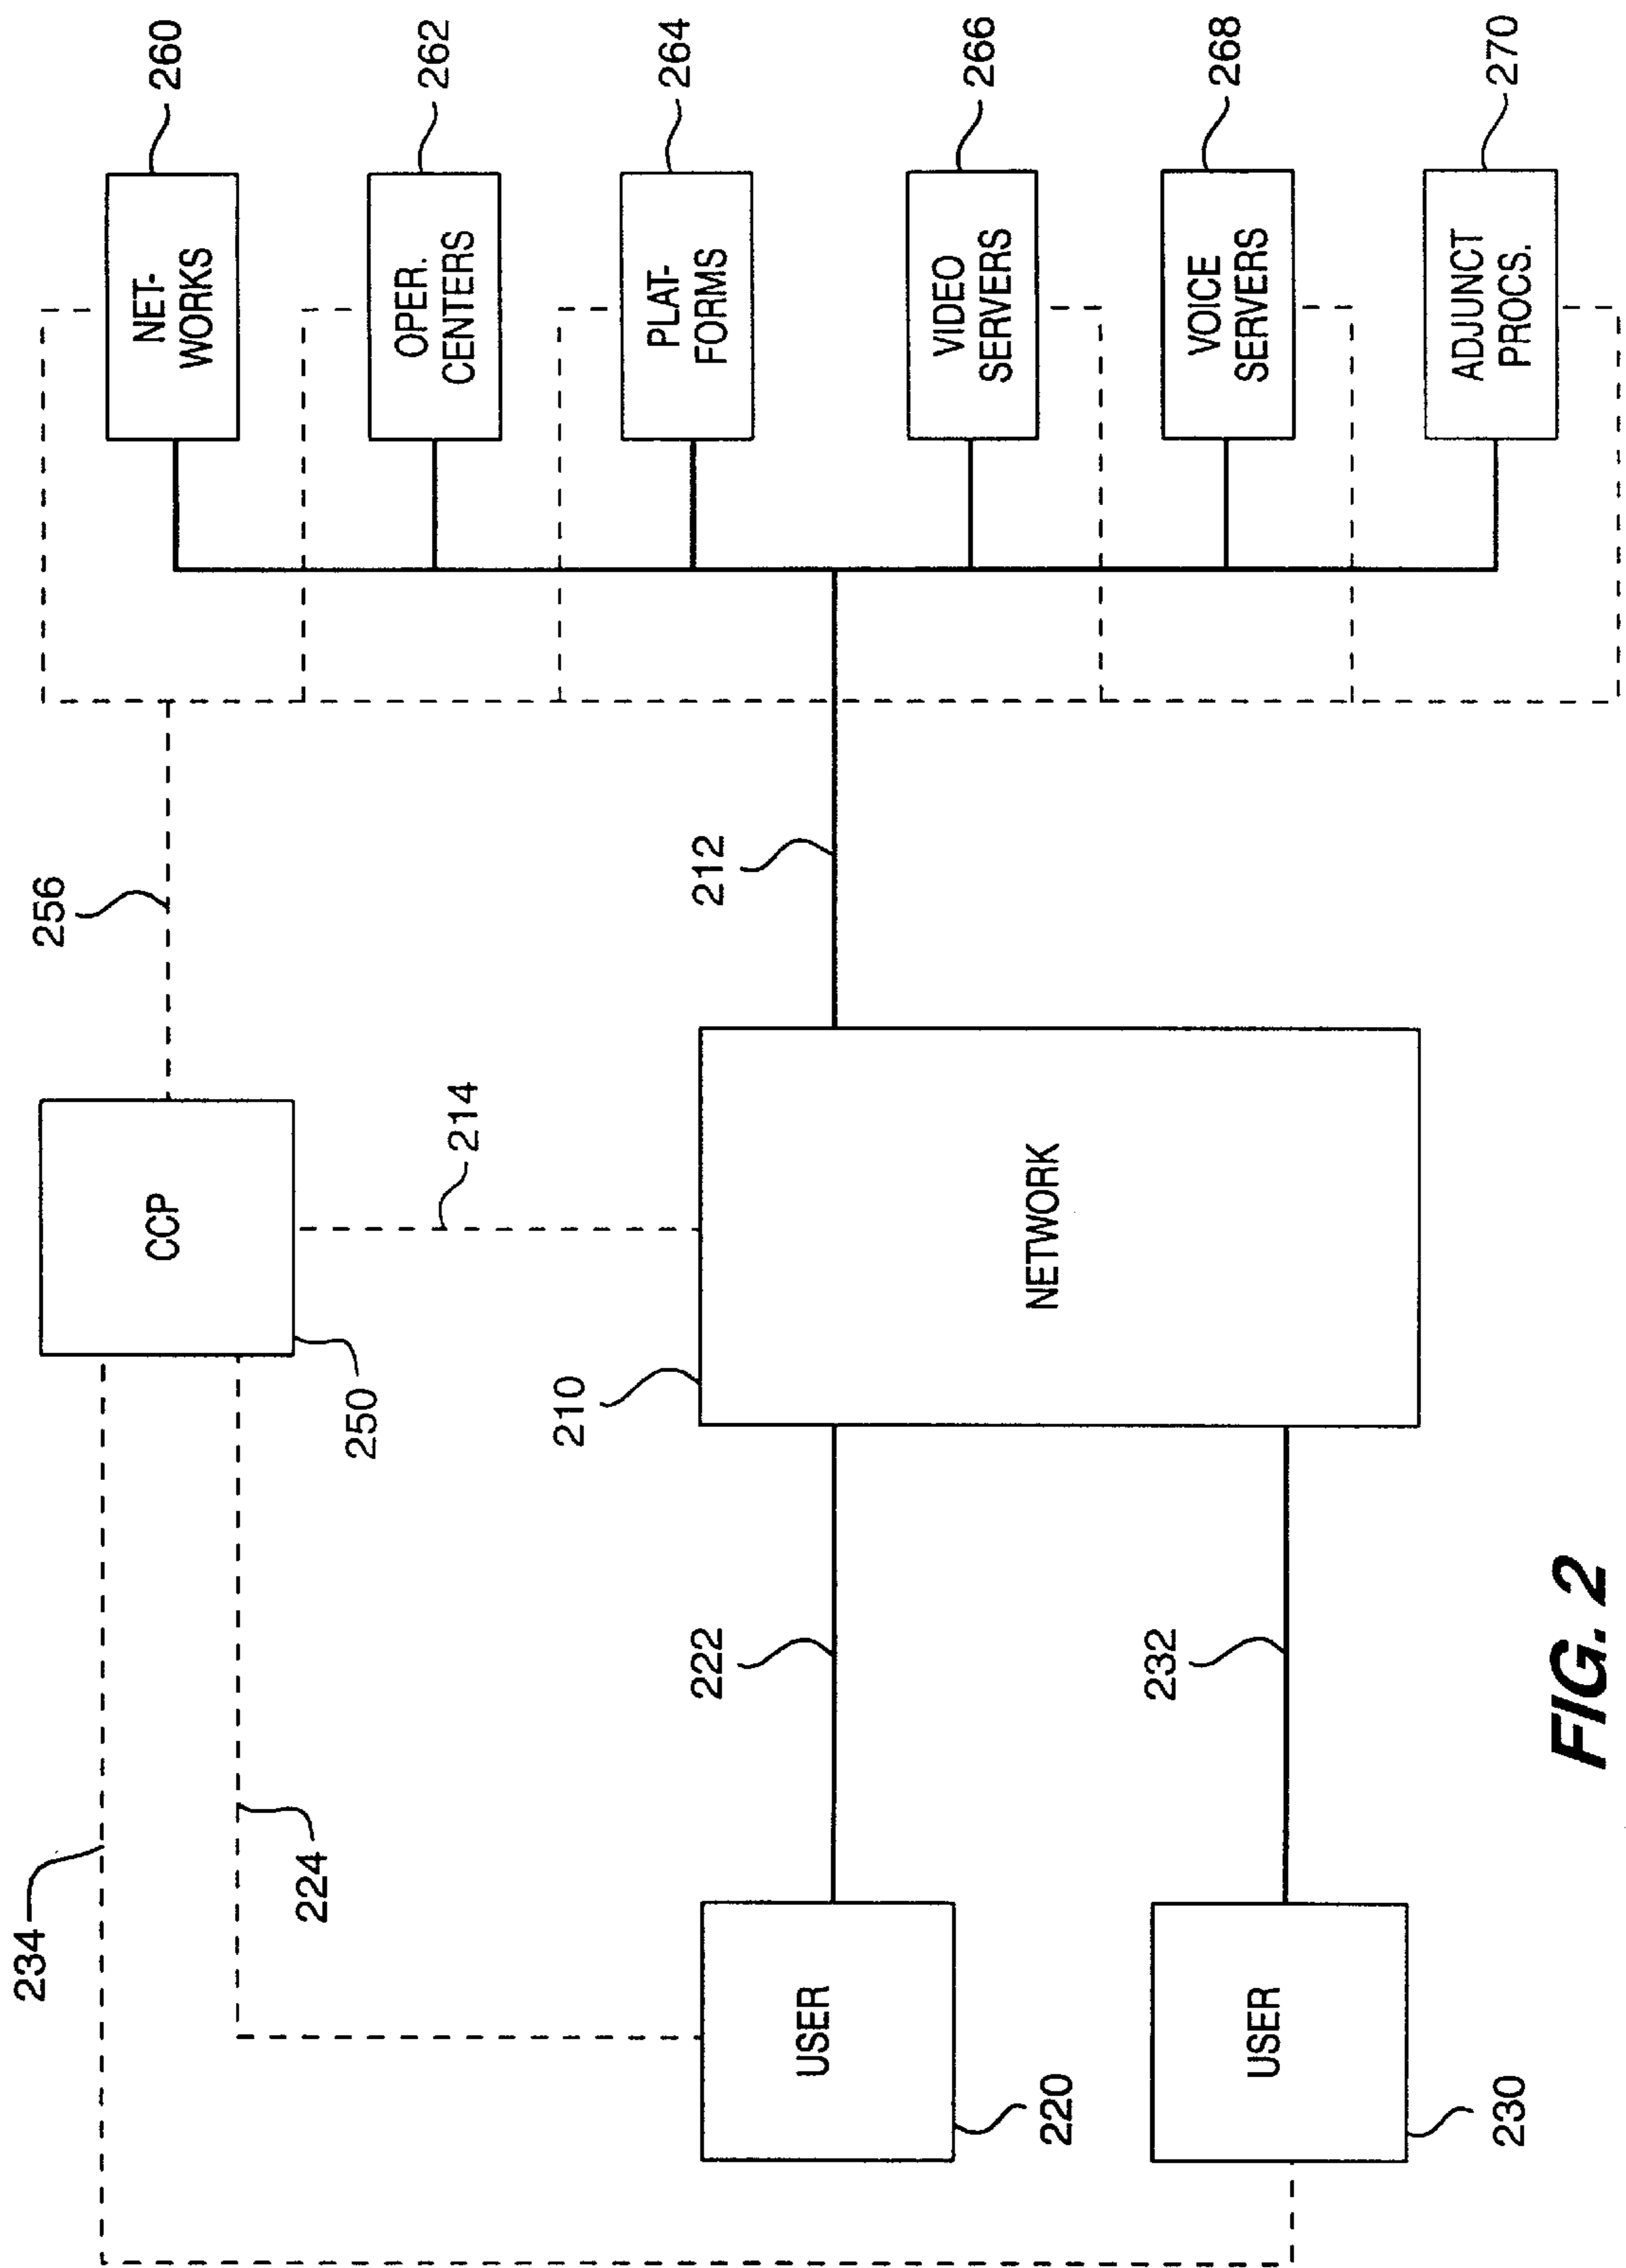 234
224
CCP
250
214
256
NET-
WORKS
260
OPER.
CENTERS
262
PLAT-
FORMS
264
VIDEO
SERVERS
266
VOICE
SERVERS
268
ADJUNCT
PROCS.
270
USER
220
222
210
NETWORK
212
USER
230
232
FIG. 2